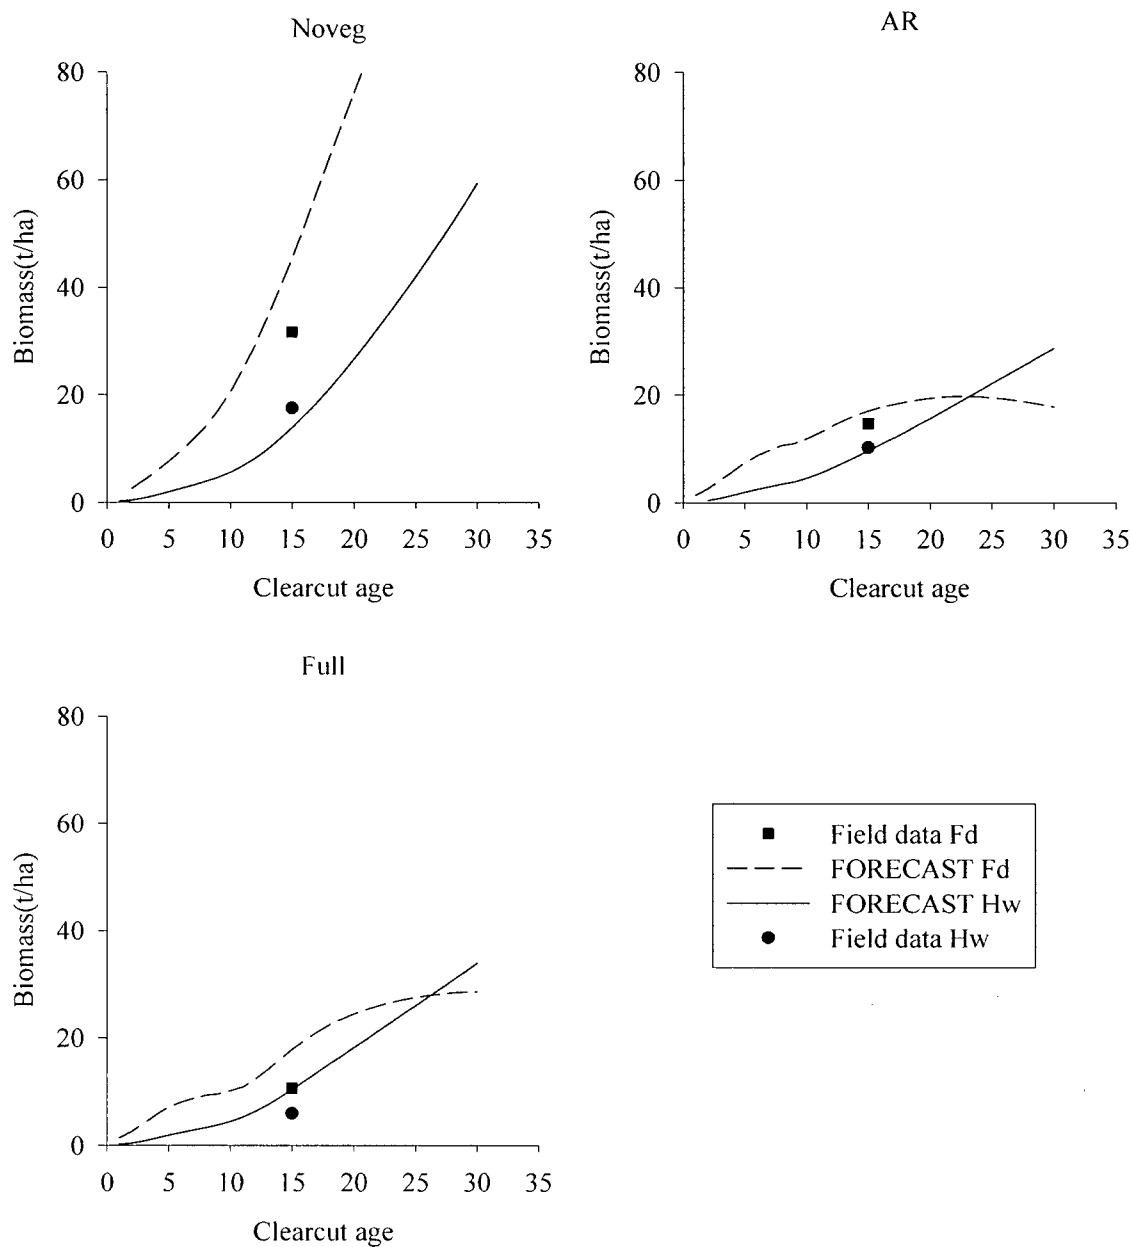 Noveg
80
60
40
20
0
Biomass(t/ha)
0 5 10 15 20 25 30 35
Clearcut age
AR
80
60
40
20
0
Biomass(t/ha)
0 5 10 15 20 25 30 35
Clearcut age
Full
80
60
40
20
0
Biomass(t/ha)
0 5 10 15 20 25 30 35
Clearcut age
Field data Fd
FORECAST Fd
FORECAST Hw
Field data Hw